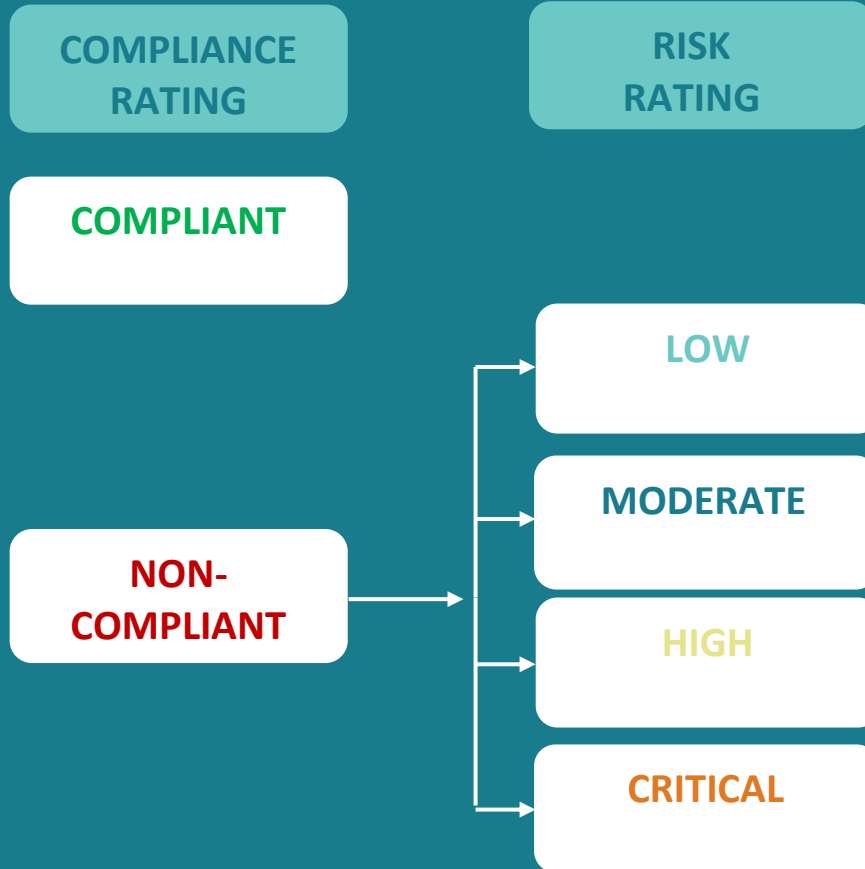 COMPLIANCE
RATING
RISK
RATING
COMPLIANT
LOW
MODERATE
NON-
COMPLIANT
HIGH
CRITICAL